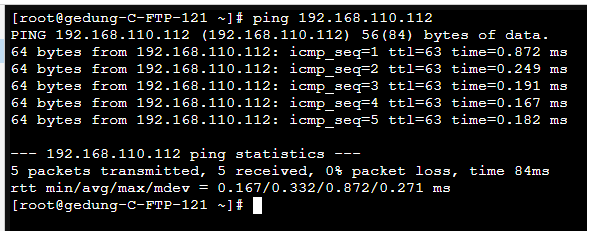 [root@gedung-C-FTP-121 ~]# ping 192.168.110.112
PING 192.168.110.112 (192.168.110.112) 56(84) bytes of data.
64 bytes from 192.168.110.112: icmp_seq=1 ttl=63 time=0.872 ms
64 bytes from 192.168.110.112: icmp_seq=2 ttl=63 time=0.249 ms
64 bytes from 192.168.110.112: icmp_seq=3 ttl=63 time=0.191 ms
64 bytes from 192.168.110.112: icmp_seq=4 ttl=63 time=0.167 ms
64 bytes from 192.168.110.112: icmp_seq=5 ttl=63 time=0.182 ms

--- 192.168.110.112 ping statistics ---
5 packets transmitted, 5 received, 0% packet loss, time 84ms
rtt min/avg/max/mdev = 0.167/0.332/0.872/0.271 ms
[root@gedung-C-FTP-121 ~]#